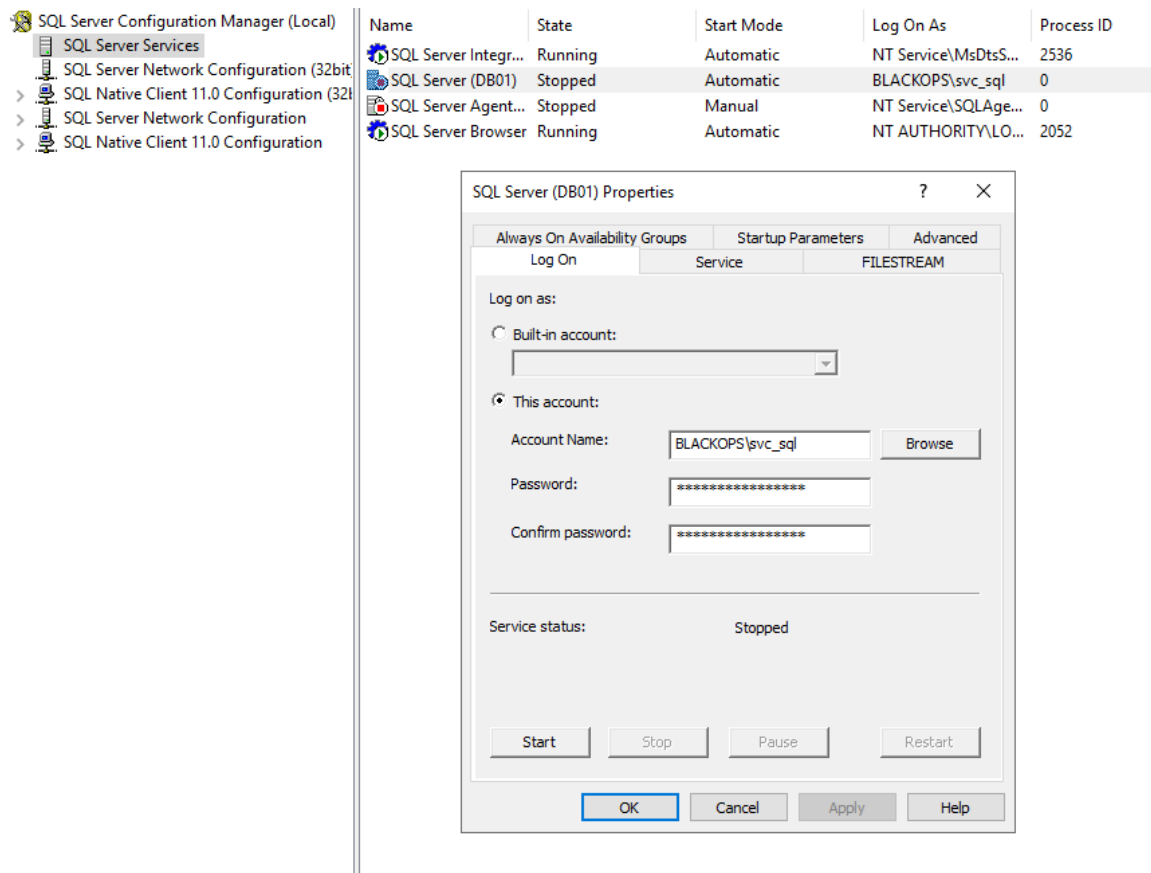 SQL Server Configuration Manager (Local)
SQL Server Services
SQL Server Network Configuration (32bit
SQL Native Client 11.0 Configuration (32
SQL Server Network Configuration
SQL Native Client 11.0 Configuration
Name State Start Mode Log On As Process ID
SQL Server Integr... Running Automatic NT Service\MsDtsS... 2536
SQL Server (DB01) Stopped Automatic BLACKOPS\svc_sql 0
SQL Server Agent... Stopped Manual NT Service\SQLAge... 0
SQL Server Browser Running Automatic NT AUTHORITY\LO... 2052
SQL Server (DB01) Properties ? ×
Always On Availability Groups Startup Parameters Advanced
Log On Service FILESTREAM
Log on as:
Built-in account:
This account:
Account Name: BLACKOPS\svc_sql Browse
Password: ****************
Confirm password: ****************
Service status: Stopped
Start Stop Pause Restart
OK Cancel Apply Help